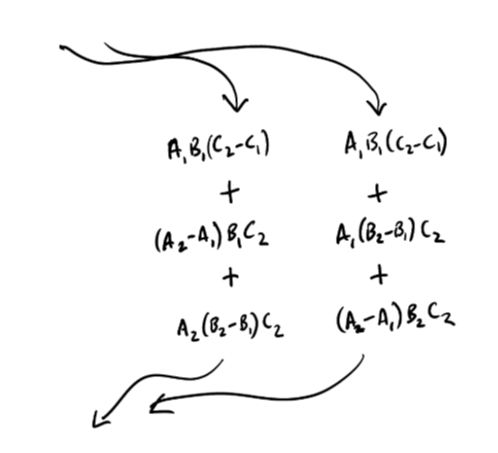 A₁B₁(C₂-C₁) A₁B₁(C₂-C₁)
+ +
(A₂-A₁)B₁C₂ A₁(B₂-B₁)C₂
+ +
A₂(B₂-B₁)C₂ (A₂-A₁)B₂C₂